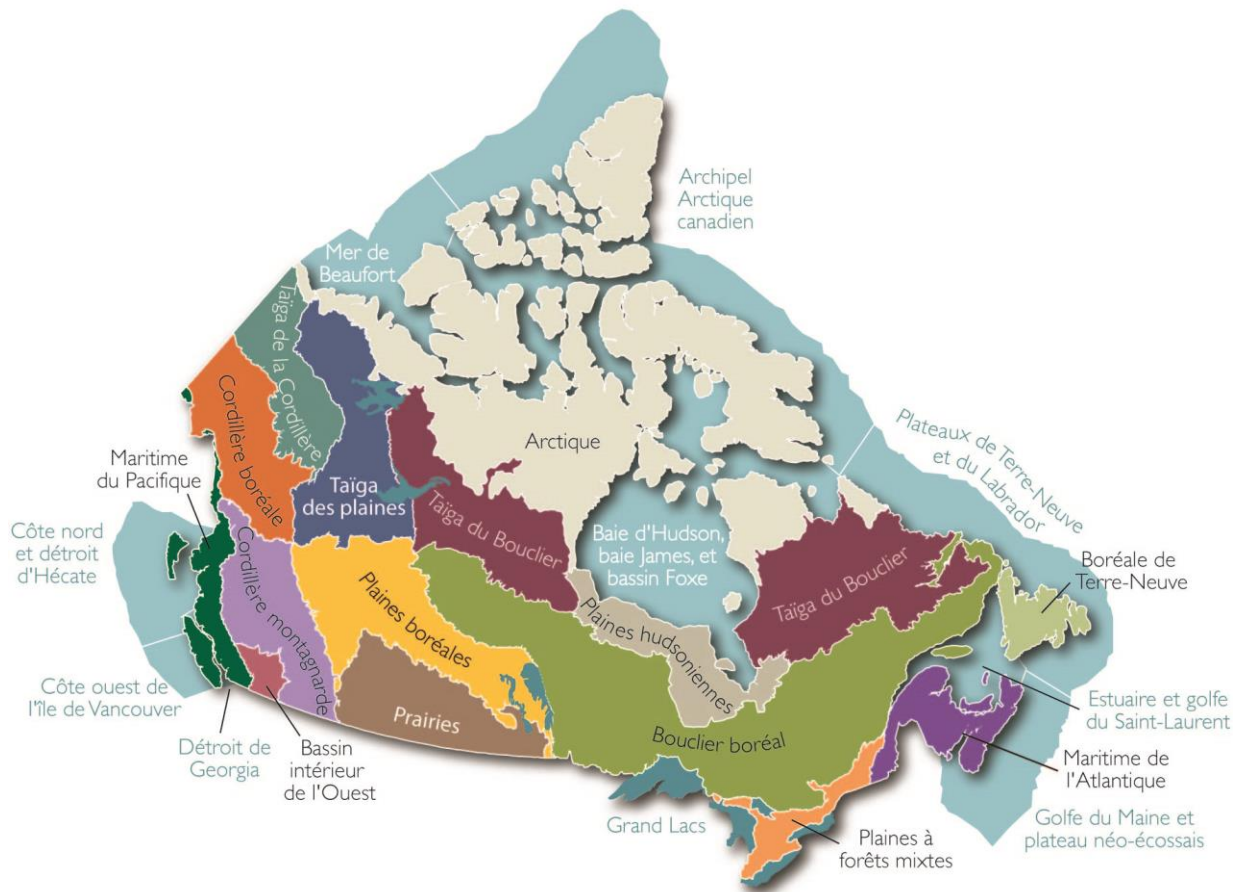 Archipel
Arctique
canadien
Mer de
Beaufort
Taïga de la Cordillère
Cordillère boréale
Arctique
Plateaux de Terre-Neuve
et du Labrador
Maritime
du Pacifique
Taïga
des plaines
Taïga du Bouclier
Baie d'Hudson,
baie James, et
bassin Foxe
Taïga du Bouclier
Boréale de
Terre-Neuve
Côte nord
et détroit
d'Hécate
Cordillère montagnarde
Plaines boréales
Plaines hudsoniennes
Côte ouest de
l'île de Vancouver
Prairies
Bouclier boréal
Estuaire et golfe
du Saint-Laurent
Détroit de
Georgia
Bassin
intérieur
de l'Ouest
Maritime de
l'Atlantique
Grand Lacs
Plaines à
forêts mixtes
Golfe du Maine et
plateau néo-écossais